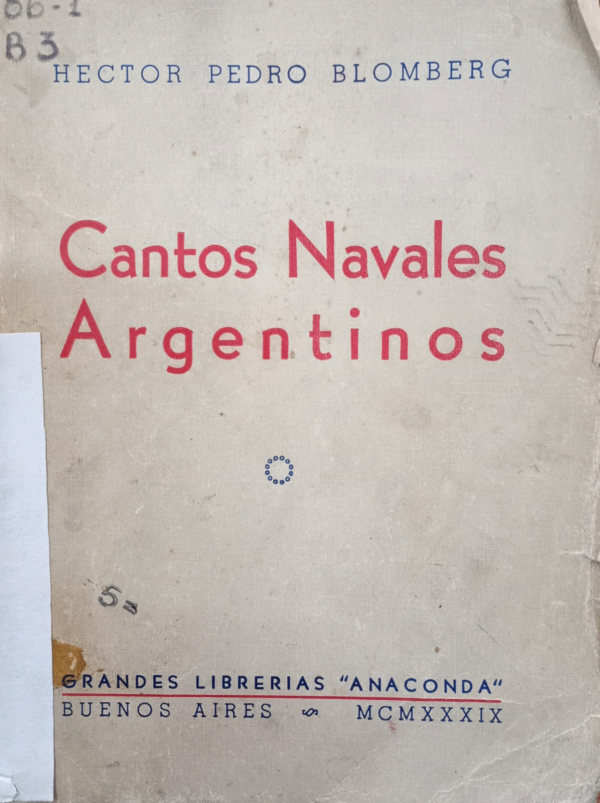 B3
HECTOR PEDRO BLOMBERG
Cantos Navales
Argentinos
5=
GRANDES LIBRERIAS "ANACONDA"
BUENOS AIRES MCMXXXIX